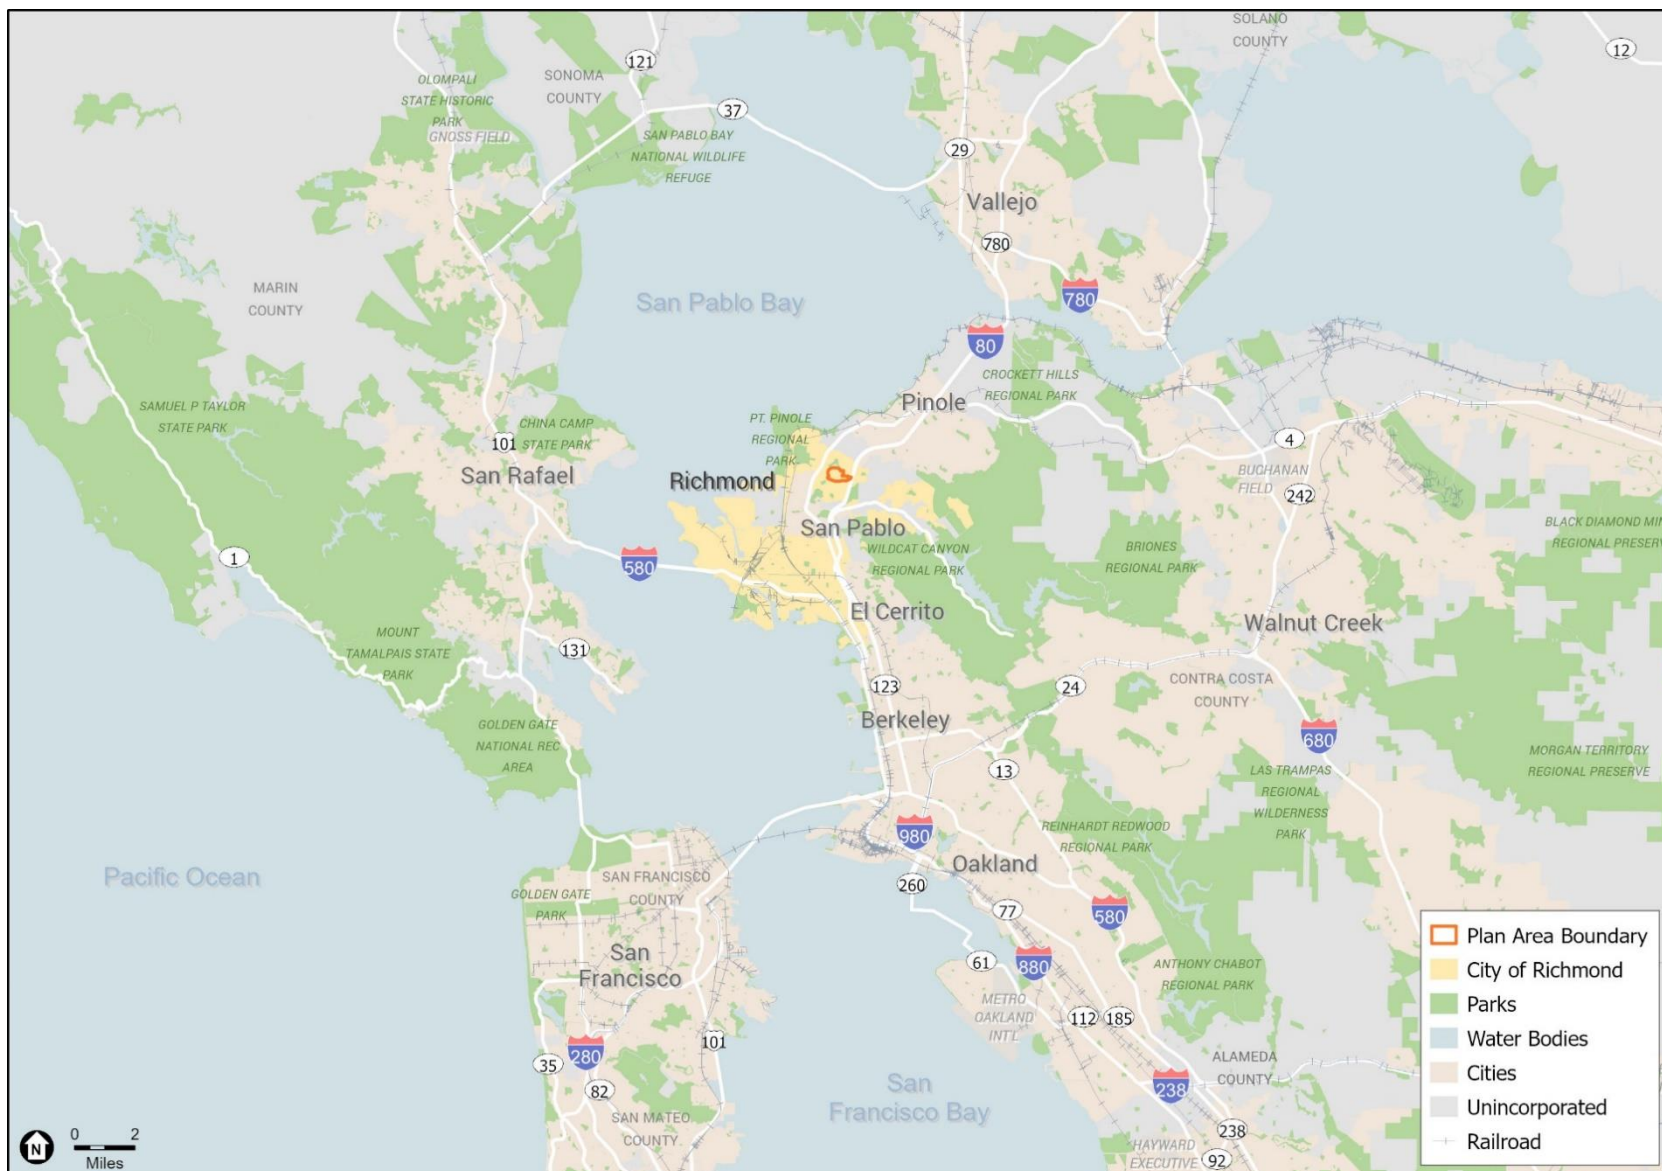 SOLANO
COUNTY
12
121
SONOMA
COUNTY
OLOMPALI
STATE HISTORIC
PARK
GNOSS FIELD
37
SAN PABLO BAY
NATIONAL WILDLIFE
REFUGE
29
Vallejo
780
780
MARIN
COUNTY
San Pablo Bay
80
CROCKETT HILLS
REGIONAL PARK
Pinole
SAMUEL P TAYLOR
STATE PARK
CHINA CAMP
STATE PARK
101
San Rafael
PT. PINOLE
REGIONAL
PARK
Richmond
4
BUCHANAN
FIELD
242
San Pablo
WILDCAT CANYON
REGIONAL PARK
BRIONES
REGIONAL PARK
BLACK DIAMOND MIN
REGIONAL PRESERV
1
580
El Cerrito
Walnut Creek
MOUNT
TAMALPAIS STATE
PARK
131
123
24
CONTRA COSTA
COUNTY
Berkeley
GOLDEN GATE
NATIONAL REC
AREA
680
13
MORGAN TERRITORY
REGIONAL PRESERVE
LAS TRAMPAS
REGIONAL
WILDERNESS
PARK
980
REINHARDT REDWOOD
REGIONAL PARK
Oakland
Pacific Ocean
SAN FRANCISCO
COUNTY
GOLDEN GATE
PARK
260
77
580
San
Francisco
61
880
ANTHONY CHABOT
REGIONAL PARK
METRO
OAKLAND
INT'L
112
185
101
280
35
82
San
Francisco Bay
ALAMEDA
COUNTY
238
SAN MATEO
COUNTY
238
HAYWARD
EXECUTIVE
92
Plan Area Boundary
City of Richmond
Parks
Water Bodies
Cities
Unincorporated
Railroad
N
0 2
Miles